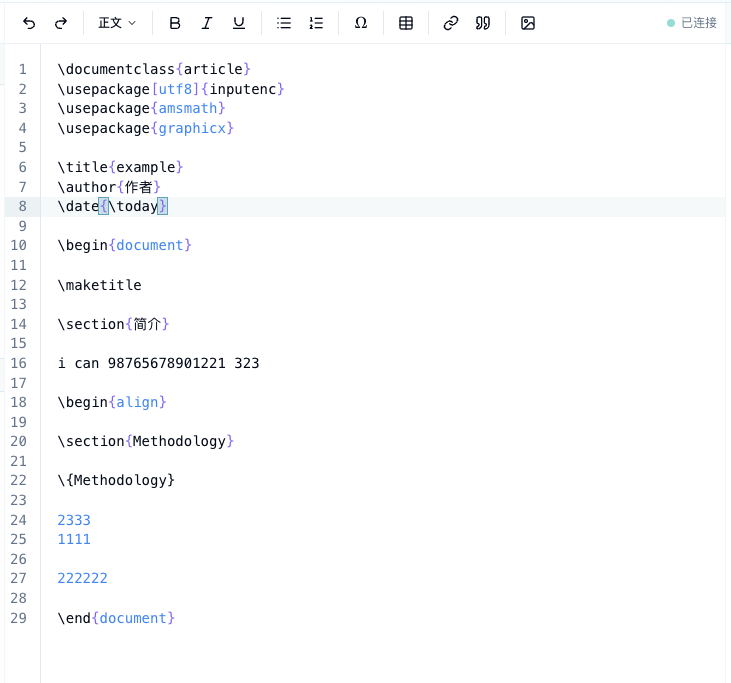 正文 B I U Ω 已连接
1 \documentclass{article}
2 \usepackage[utf8]{inputenc}
3 \usepackage{amsmath}
4 \usepackage{graphicx}
5
6 \title{example}
7 \author{作者}
8 \date{\today}
9
10 \begin{document}
11
12 \maketitle
13
14 \section{简介}
15
16 i can 98765678901221 323
17
18 \begin{align}
19
20 \section{Methodology}
21
22 \{Methodology}
23
24 2333
25 1111
26
27 222222
28
29 \end{document}